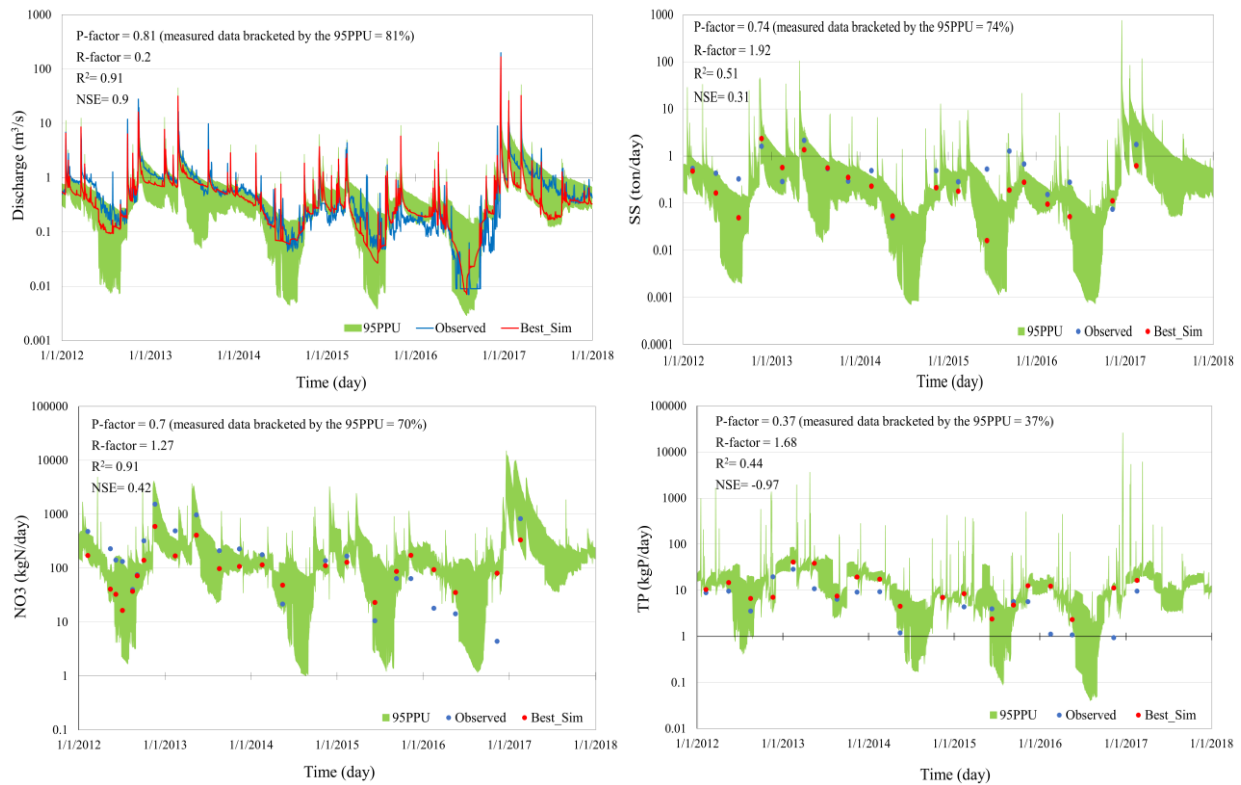 P-factor = 0.81 (measured data bracketed by the 95PPU = 81%)
R-factor = 0.2
R²= 0.91
NSE= 0.9
1000
100
10
1
0.1
0.01
0.001
Discharge (m³/s)
95PPU Observed Best_Sim
1/1/2012 1/1/2013 1/1/2014 1/1/2015 1/1/2016 1/1/2017 1/1/2018
Time (day)
P-factor = 0.74 (measured data bracketed by the 95PPU = 74%)
R-factor = 1.92
R²= 0.51
NSE= 0.31
1000
100
10
1
0.1
0.01
0.001
0.0001
SS (ton/day)
95PPU Observed Best_Sim
1/1/2012 1/1/2013 1/1/2014 1/1/2015 1/1/2016 1/1/2017 1/1/2018
Time (day)
P-factor = 0.7 (measured data bracketed by the 95PPU = 70%)
R-factor = 1.27
R²= 0.91
NSE= 0.42
100000
10000
1000
100
10
1
0.1
NO3 (kgN/day)
95PPU Observed Best_Sim
1/1/2012 1/1/2013 1/1/2014 1/1/2015 1/1/2016 1/1/2017 1/1/2018
Time (day)
P-factor = 0.37 (measured data bracketed by the 95PPU = 37%)
R-factor = 1.68
R²= 0.44
NSE= -0.97
100000
10000
1000
100
10
1
0.1
0.01
TP (kgP/day)
95PPU Observed Best_Sim
1/1/2012 1/1/2013 1/1/2014 1/1/2015 1/1/2016 1/1/2017 1/1/2018
Time (day)